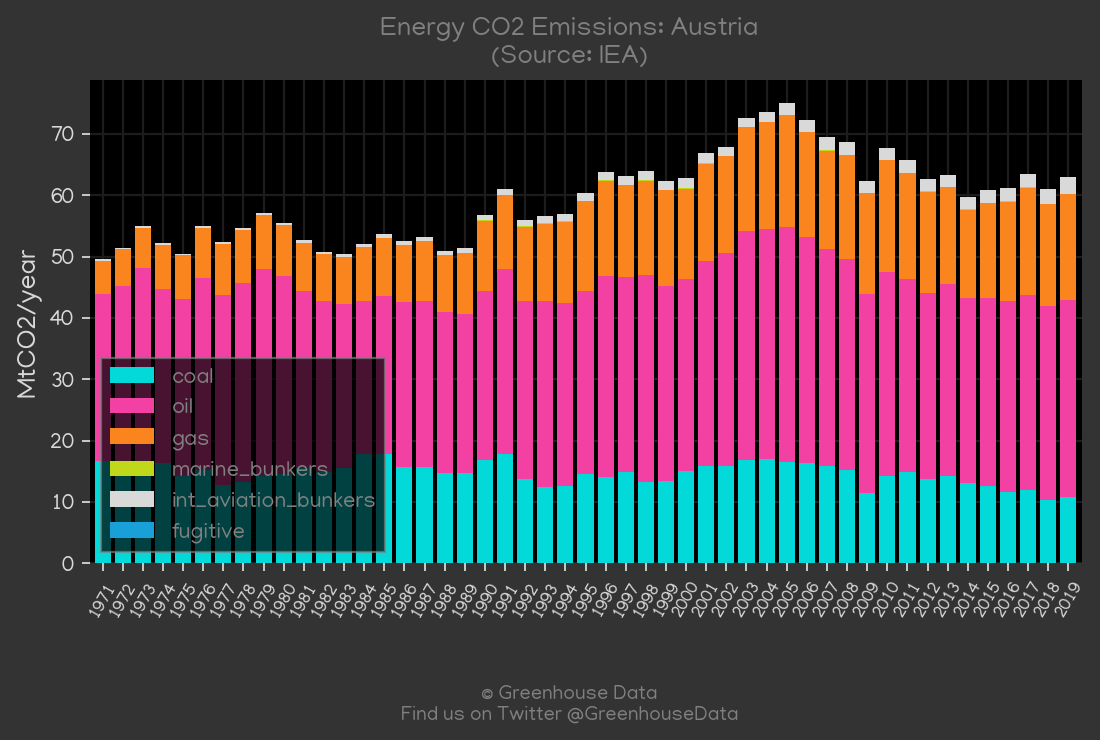 Energy CO2 Emissions: Austria
(Source: IEA)
MtCO2/year
70
60
50
40
30
20
10
0
coal
oil
gas
marine_bunkers
int_aviation_bunkers
fugitive
1971 1972 1973 1974 1975 1976 1977 1978 1979 1980 1981 1982 1983 1984 1985 1986 1987 1988 1989 1990 1991 1992 1993 1994 1995 1996 1997 1998 1999 2000 2001 2002 2003 2004 2005 2006 2007 2008 2009 2010 2011 2012 2013 2014 2015 2016 2017 2018 2019
© Greenhouse Data
Find us on Twitter @GreenhouseData